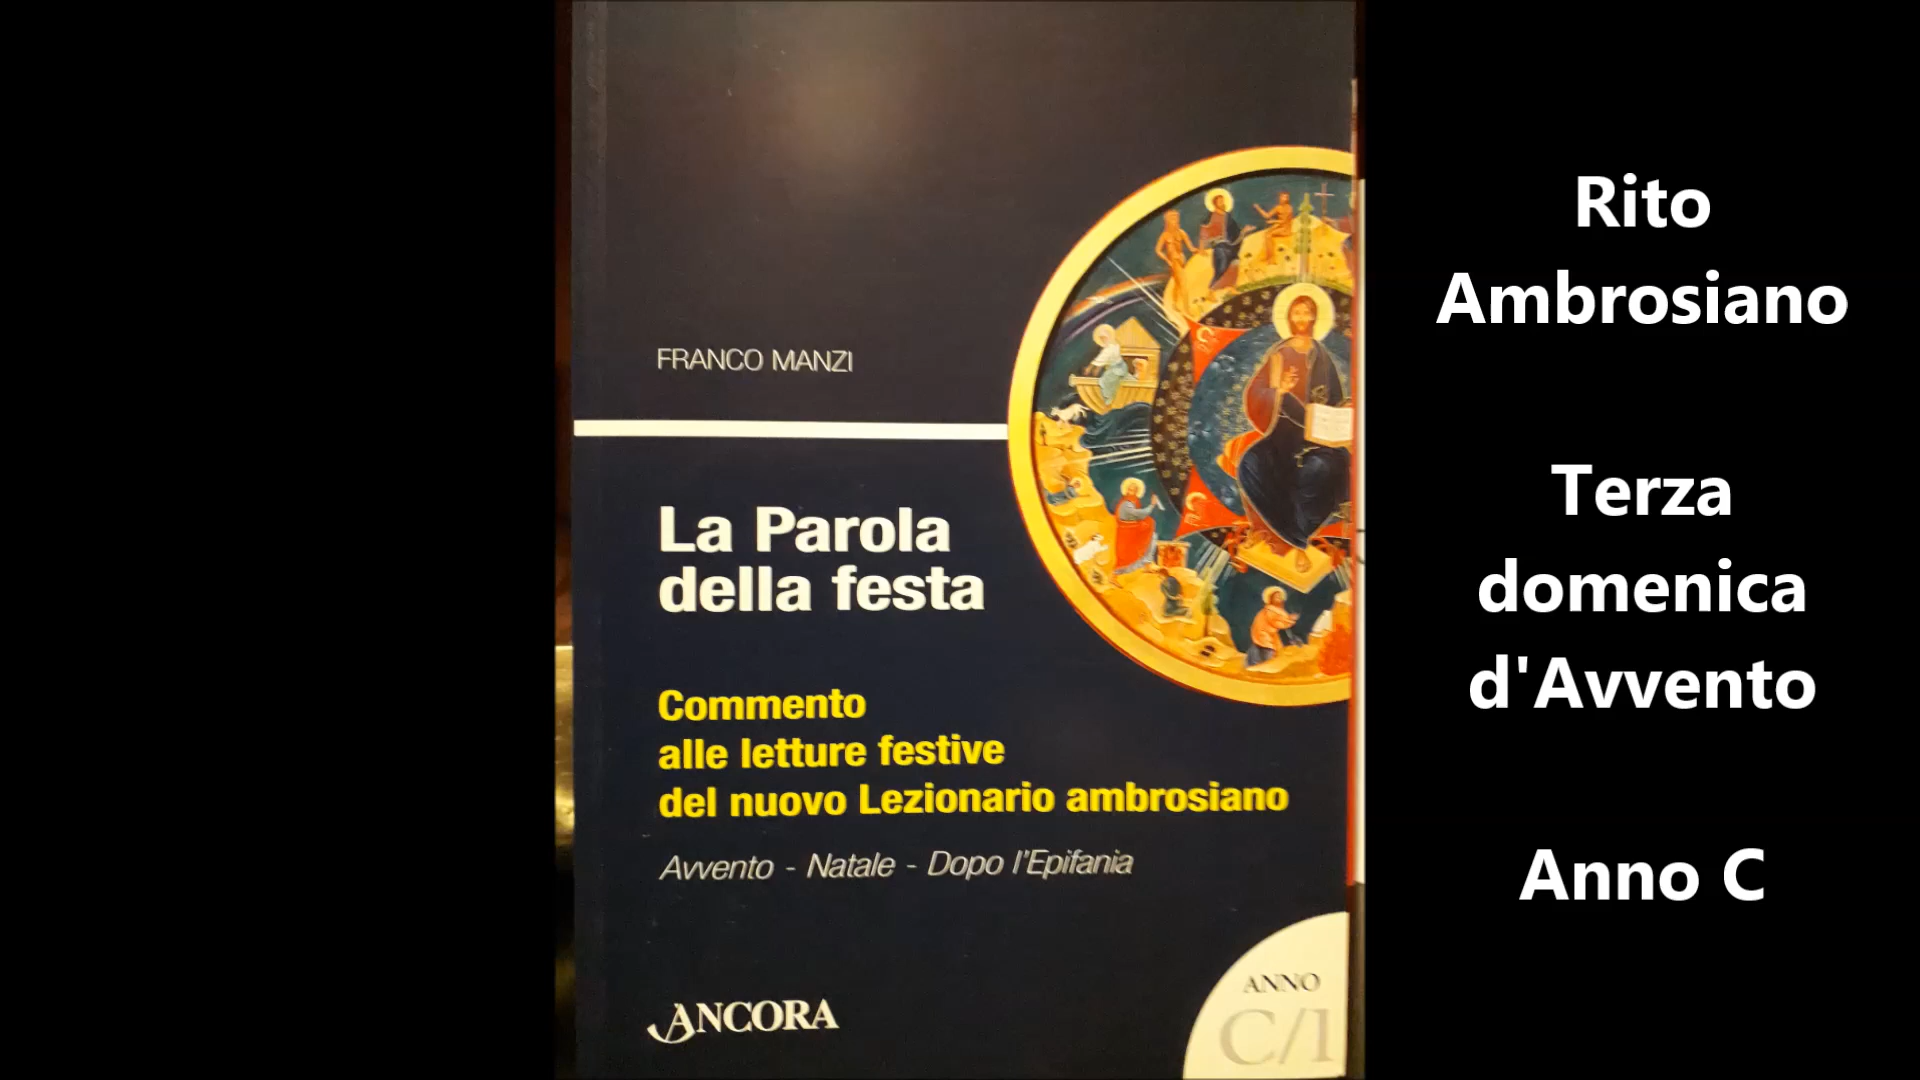 FRANCO MANZI
La Parola
della festa
Commento
alle letture festive
del nuovo Lezionario ambrosiano
Avvento - Natale - Dopo l'Epifania
ANCORA
ANNO
C/1
Rito
Ambrosiano
Terza
domenica
d'Avvento
Anno C